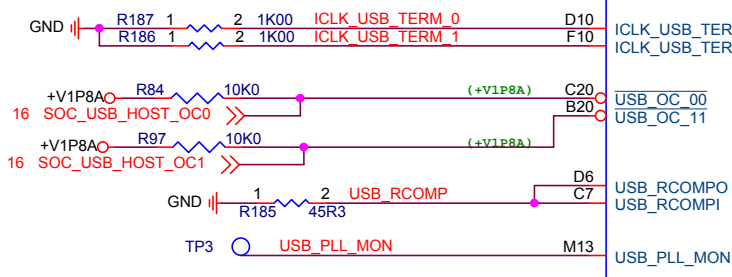 R187 1 2 1K00 ICLK_USB_TERM_0 D10 ICLK_USB_TER
GND
R186 1 2 1K00 ICLK_USB_TERM_1 F10 ICLK_USB_TER
+V1P8A R84 10K0 (+V1P8A) C20 USB_OC_00
16 SOC_USB_HOST_OC0 B20 USB_OC_11
+V1P8A R97 10K0 (+V1P8A)
16 SOC_USB_HOST_OC1
D6 USB_RCOMPO
GND 1 2 USB_RCOMP C7 USB_RCOMPI
R185 45R3
TP3 USB_PLL_MON M13 USB_PLL_MON